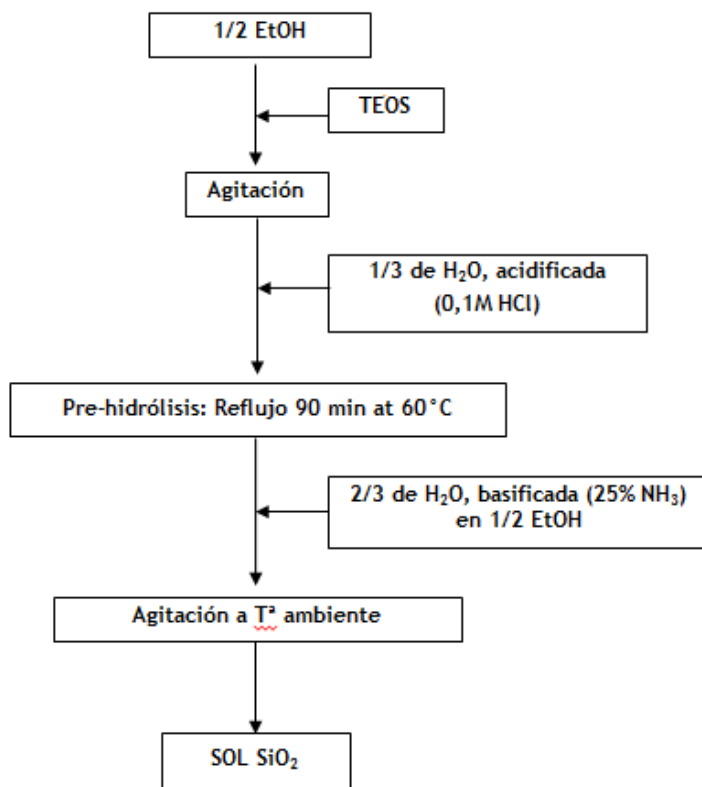 1/2 EtOH
TEOS
Agitación
1/3 de H₂O, acidificada
(0,1M HCl)
Pre-hidrólisis: Reflujo 90 min at 60°C
2/3 de H₂O, basificada (25% NH₃)
en 1/2 EtOH
Agitación a Tª ambiente
SOL SiO₂